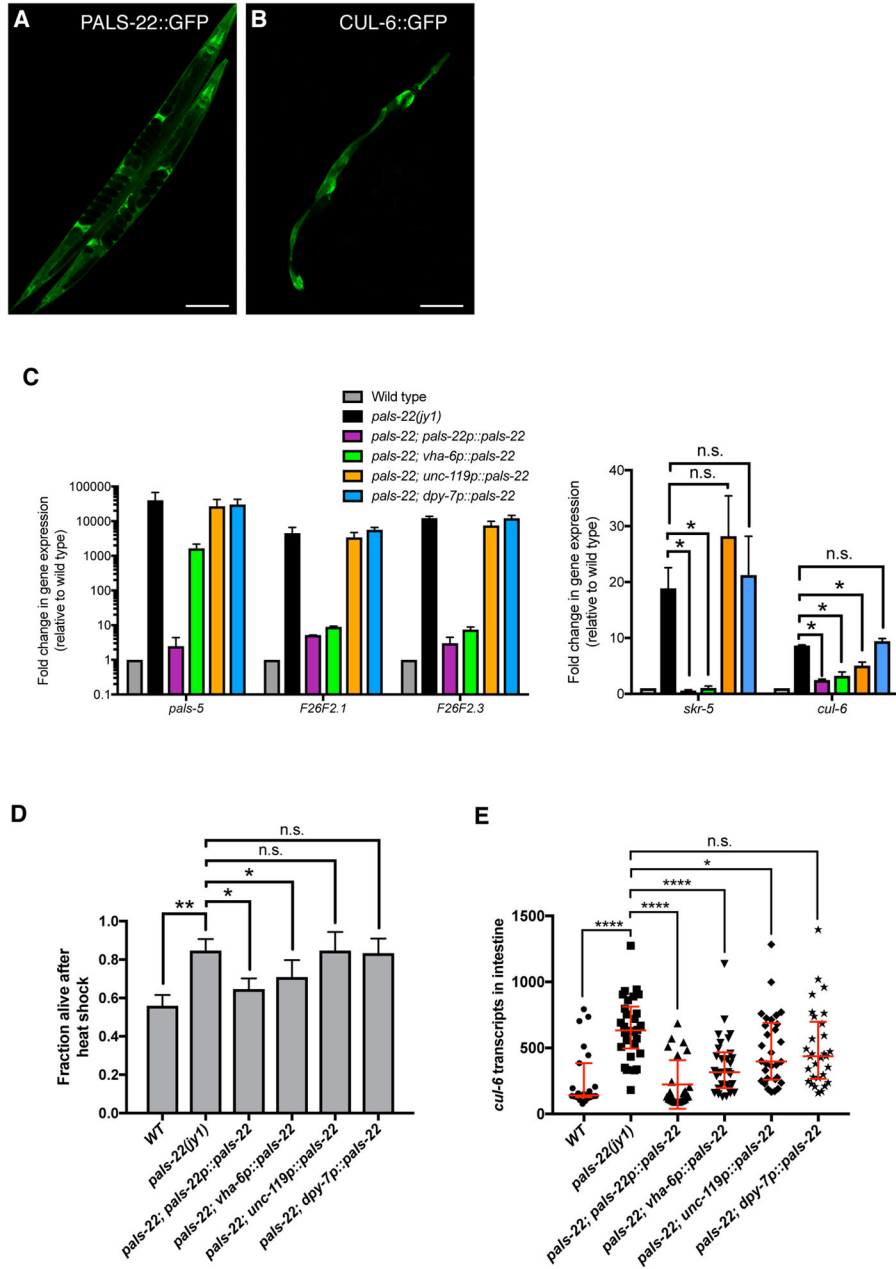 A PALS-22::GFP
B CUL-6::GFP
C
Wild type
pals-22(jy1)
pals-22; pals-22p::pals-22
pals-22; vha-6p::pals-22
pals-22; unc-119p::pals-22
pals-22; dpy-7p::pals-22
Fold change in gene expression
(relative to wild type)
100000
10000
1000
100
10
1
0.1
pals-5
F26F2.1
F26F2.3
Fold change in gene expression
(relative to wild type)
40
30
20
10
0
n.s.
n.s.
*
*
n.s.
*
*
*
skr-5
cul-6
D
n.s.
n.s.
*
*
**
Fraction alive after
heat shock
1.0
0.8
0.6
0.4
0.2
0.0
WT
pals-22(jy1)
pals-22; pals-22p::pals-22
pals-22; vha-6p::pals-22
pals-22; unc-119p::pals-22
pals-22; dpy-7p::pals-22
E
n.s.
*
****
****
****
cul-6 transcripts in intestine
1500
1000
500
0
WT
pals-22(jy1)
pals-22; pals-22p::pals-22
pals-22; vha-6p::pals-22
pals-22; unc-119p::pals-22
pals-22; dpy-7p::pals-22